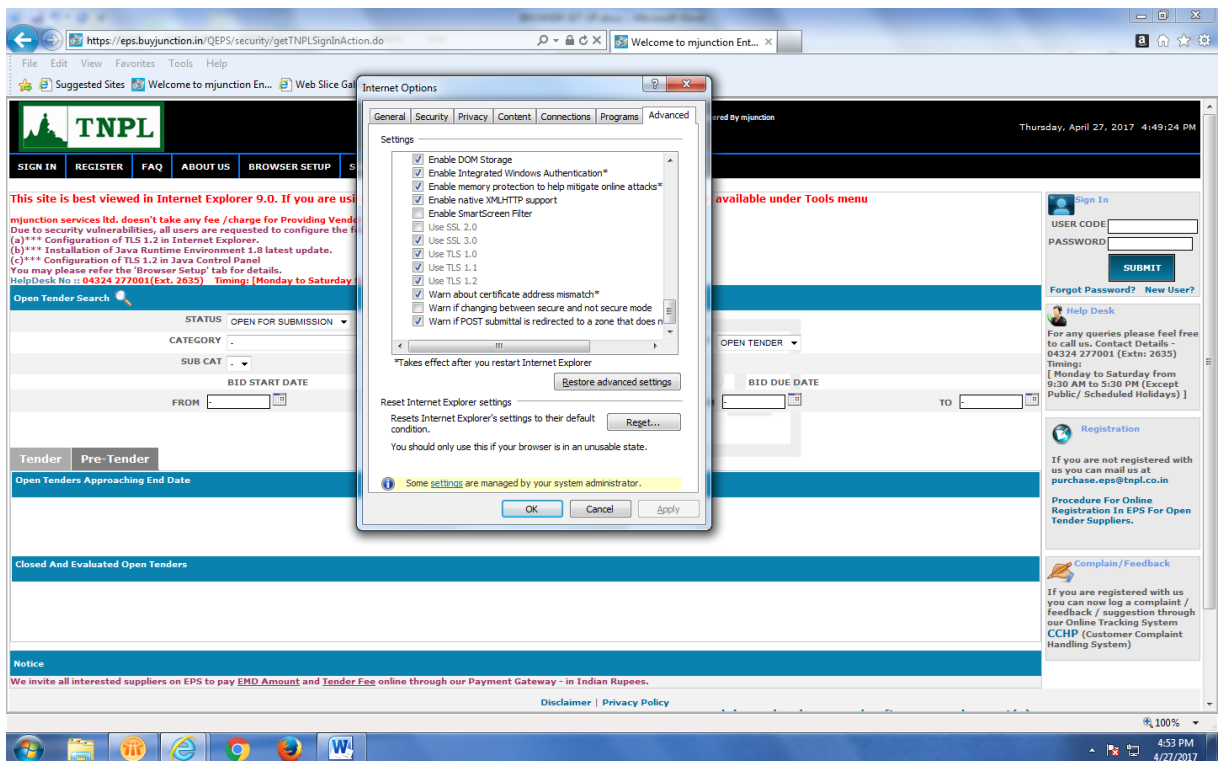 BROWSER SET UP.docx - Microsoft Word
https://eps.buyjunction.in/QEPS/security/getTNPLSignInAction.do
Welcome to mjunction Ent...
File Edit View Favorites Tools Help
Suggested Sites Welcome to mjunction En... Web Slice Gal
Internet Options
General Security Privacy Content Connections Programs Advanced
Settings
Enable DOM Storage
Enable Integrated Windows Authentication*
Enable memory protection to help mitigate online attacks*
Enable native XMLHTTP support
Enable SmartScreen Filter
Use SSL 2.0
Use SSL 3.0
Use TLS 1.0
Use TLS 1.1
Use TLS 1.2
Warn about certificate address mismatch*
Warn if changing between secure and not secure mode
Warn if POST submittal is redirected to a zone that does n
*Takes effect after you restart Internet Explorer
Restore advanced settings
Reset Internet Explorer settings
Resets Internet Explorer's settings to their default
condition.
Reset...
You should only use this if your browser is in an unusable state.
Some settings are managed by your system administrator.
OK Cancel Apply
TNPL
ered By mjunction
Thursday, April 27, 2017 4:49:24 PM
SIGN IN REGISTER FAQ ABOUT US BROWSER SETUP S
This site is best viewed in Internet Explorer 9.0. If you are usi
available under Tools menu
mjunction services ltd. doesn't take any fee /charge for Providing Vend
Due to security vulnerabilities, all users are requested to configure the f
(a)*** Configuration of TLS 1.2 in Internet Explorer.
(b)*** Installation of Java Runtime Environment 1.8 latest update.
(c)*** Configuration of TLS 1.2 in Java Control Panel
You may please refer the 'Browser Setup' tab for details.
HelpDesk No :: 04324 277001(Ext. 2635) Timing: [Monday to Saturday
Open Tender Search
STATUS OPEN FOR SUBMISSION
CATEGORY -
OPEN TENDER
SUB CAT -
BID START DATE
BID DUE DATE
FROM -
-
TO -
Tender Pre-Tender
Open Tenders Approaching End Date
Closed And Evaluated Open Tenders
Notice
We invite all interested suppliers on EPS to pay EMD Amount and Tender Fee online through our Payment Gateway - in Indian Rupees.
Disclaimer | Privacy Policy
Sign In
USER CODE
PASSWORD
SUBMIT
Forgot Password? New User?
Help Desk
For any queries please feel free
to call us. Contact Details -
04324 277001 (Extn: 2635)
Timing:
[ Monday to Saturday from
9:30 AM to 5:30 PM (Except
Public/ Scheduled Holidays) ]
Registration
If you are not registered with
us you can mail us at
purchase.eps@tnpl.co.in
Procedure For Online
Registration In EPS For Open
Tender Suppliers.
Complain/Feedback
If you are registered with us
you can now log a complaint /
feedback / suggestion through
our Online Tracking System
CCHP (Customer Complaint
Handling System)
100%
4:53 PM
4/27/2017